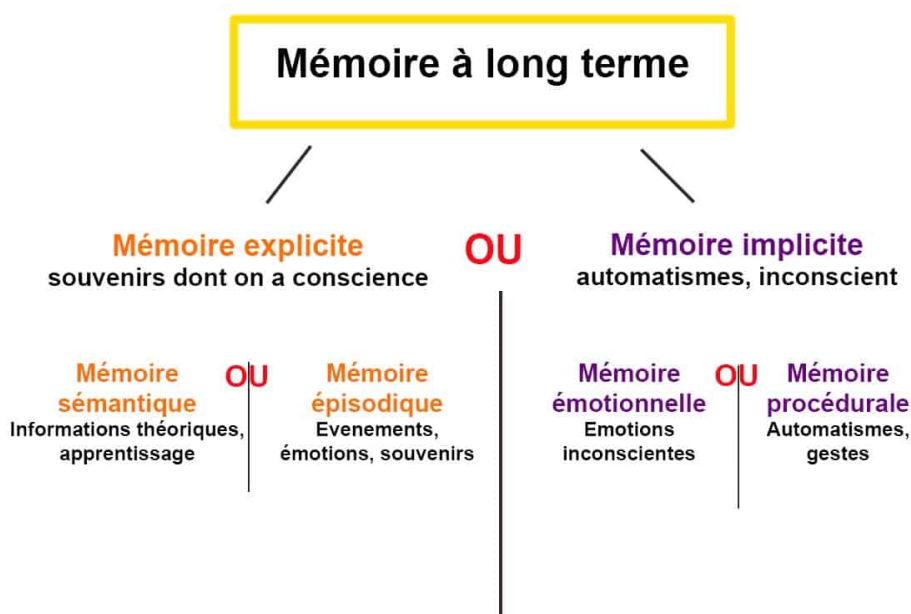 Mémoire à long terme
Mémoire explicite
souvenirs dont on a conscience
OU
Mémoire implicite
automatismes, inconscient
Mémoire
sémantique
Informations théoriques,
apprentissage
OU
Mémoire
épisodique
Evenements,
émotions, souvenirs
Mémoire
émotionnelle
Emotions
inconscientes
OU
Mémoire
procédurale
Automatismes,
gestes